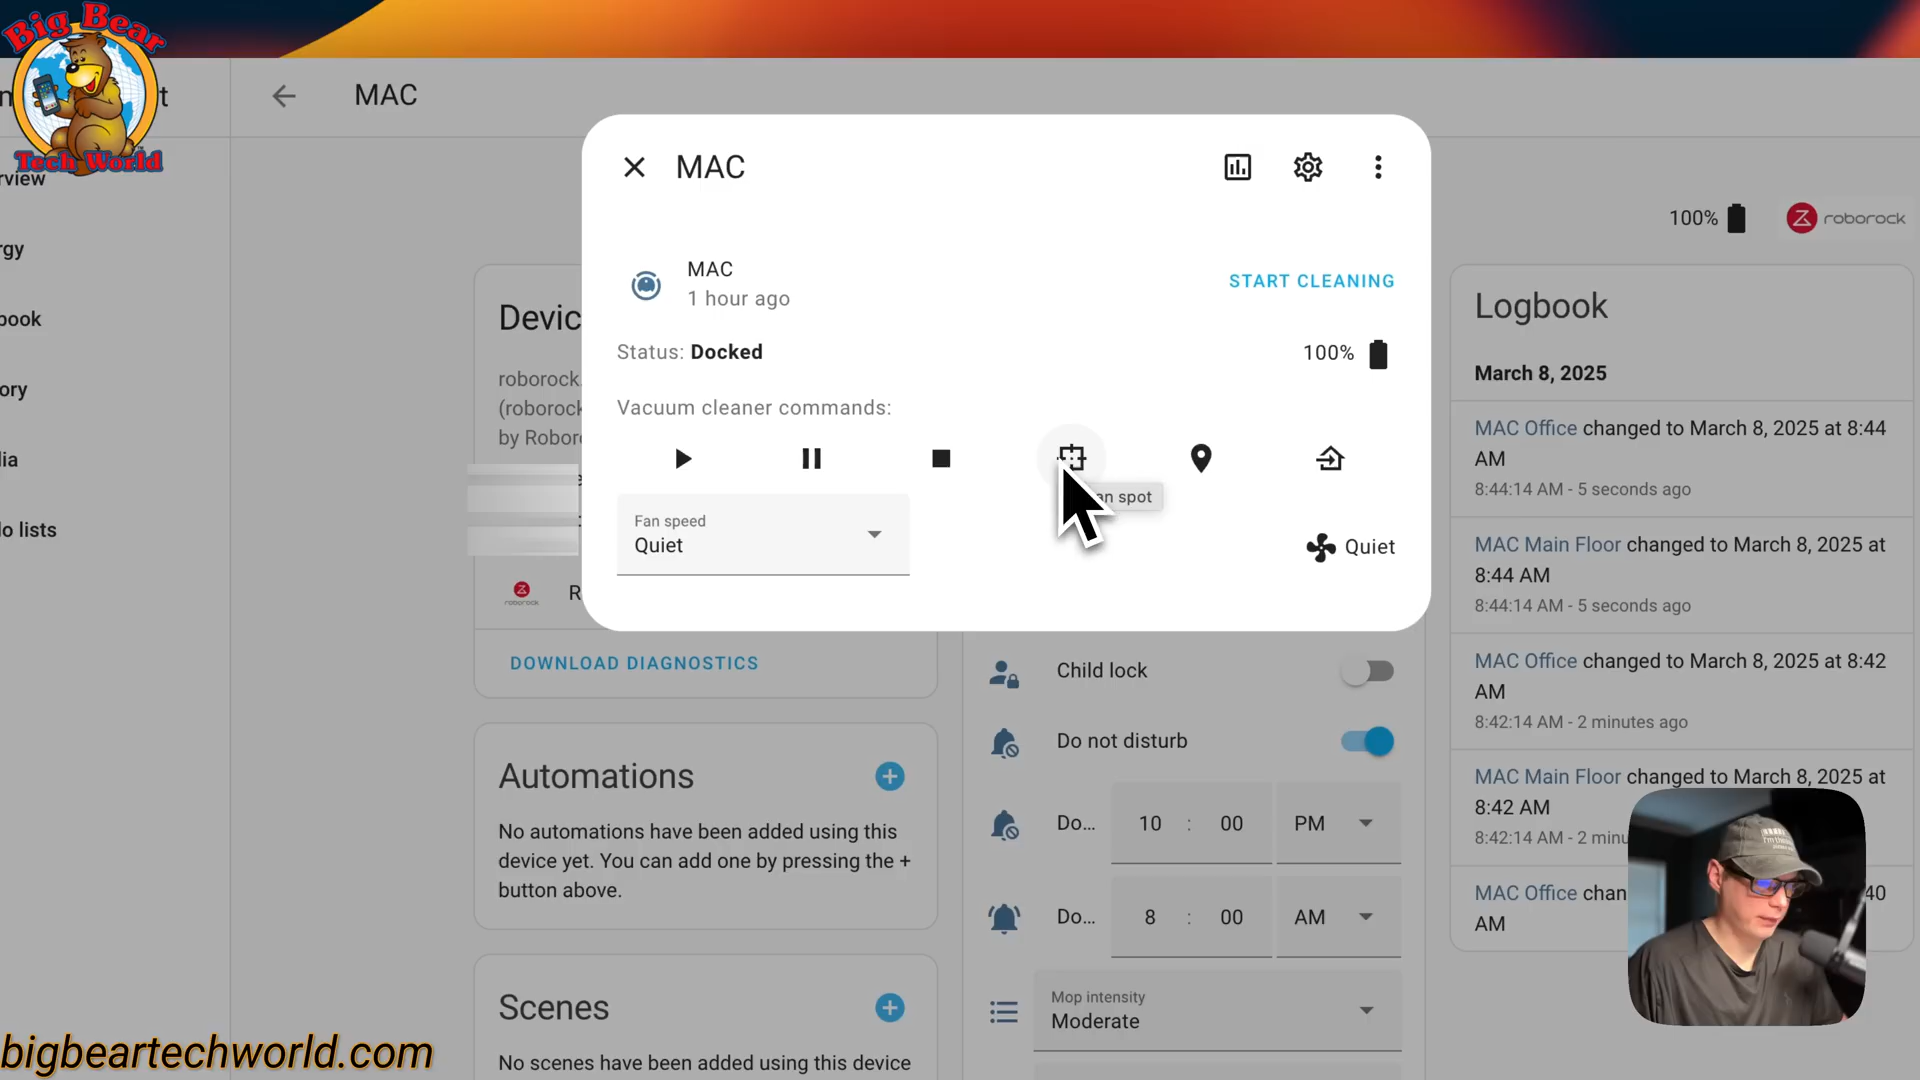 Big Bear
Tech World
t
MAC
rview
rgy
book
ory
dia
lo lists
MAC
MAC
1 hour ago
START CLEANING
Status: Docked
100%
Vacuum cleaner commands:
an spot
Fan speed
Quiet
Quiet
100%
roborock
Devic
roborock.
(roborock
by Roboro
roborock
R
DOWNLOAD DIAGNOSTICS
Automations
No automations have been added using this
device yet. You can add one by pressing the +
button above.
Scenes
No scenes have been added using this device
Child lock
Do not disturb
Do...
10 : 00
PM
Do...
8 : 00
AM
Mop intensity
Moderate
Logbook
March 8, 2025
MAC Office changed to March 8, 2025 at 8:44
AM
8:44:14 AM - 5 seconds ago
MAC Main Floor changed to March 8, 2025 at
8:44 AM
8:44:14 AM - 5 seconds ago
MAC Office changed to March 8, 2025 at 8:42
AM
8:42:14 AM - 2 minutes ago
MAC Main Floor changed to March 8, 2025 at
8:42 AM
8:42:14 AM - 2 minu
MAC Office chan
40
AM
bigbeartechworld.com